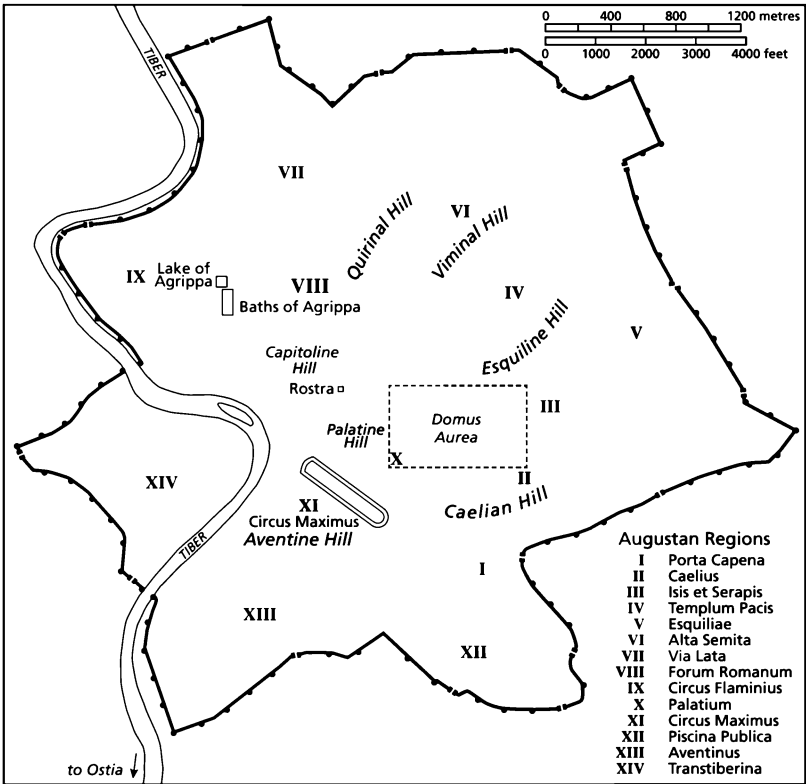 0 400 800 1200 metres
0 1000 2000 3000 4000 feet
TIBER
VII
Quirinal Hill
VI
Viminal Hill
IX
Lake of
Agrippa
VIII
Baths of Agrippa
IV
Esquiline Hill
V
Capitoline
Hill
Rostra
III
Domus
Aurea
Palatine
Hill
X
II
XIV
XI
Circus Maximus
Aventine Hill
Caelian Hill
TIBER
I
XIII
XII
to Ostia
Augustan Regions
I Porta Capena
II Caelius
III Isis et Serapis
IV Templum Pacis
V Esquiliae
VI Alta Semita
VII Via Lata
VIII Forum Romanum
IX Circus Flaminius
X Palatium
XI Circus Maximus
XII Piscina Publica
XIII Aventinus
XIV Transtiberina